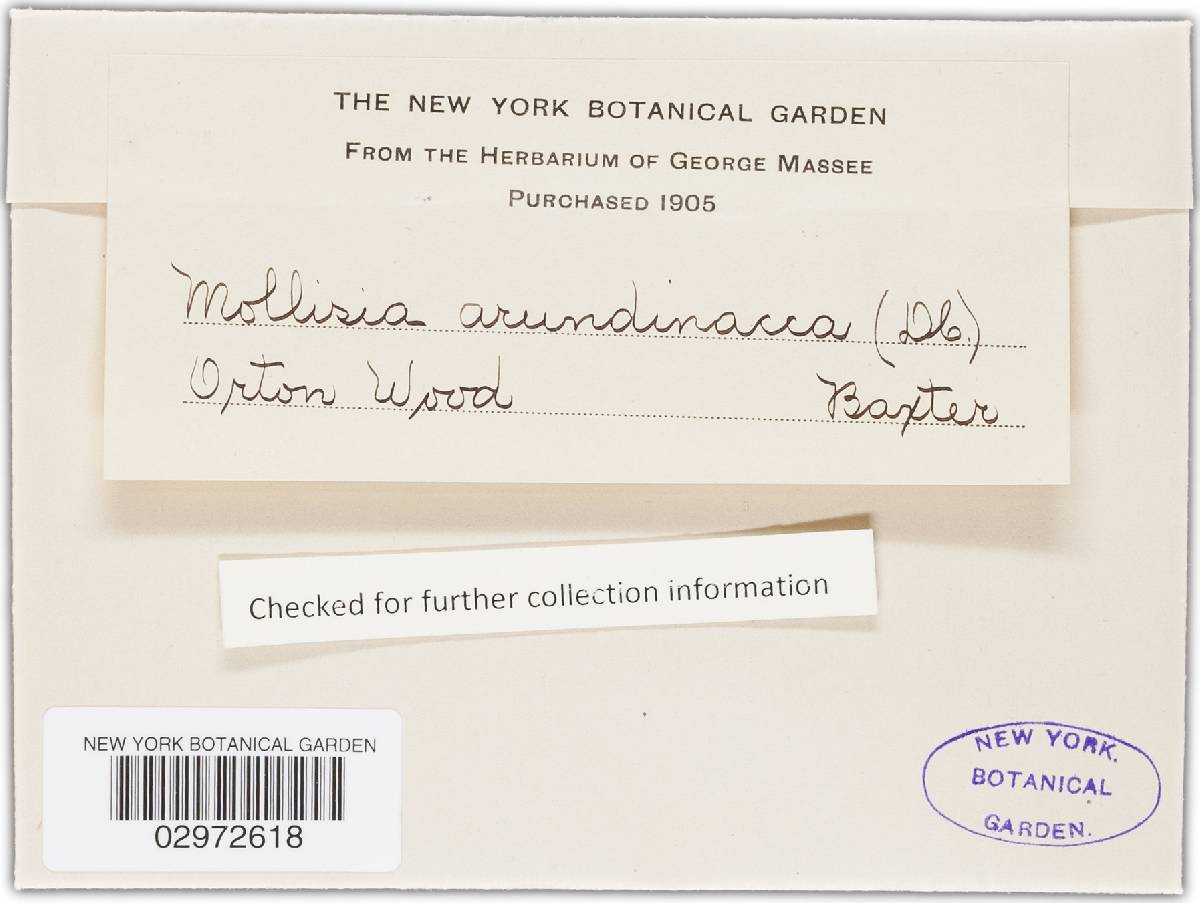 THE NEW YORK BOTANICAL GARDEN
FROM THE HERBARIUM OF GEORGE MASSEE
PURCHASED 1905
Mollisia arundinacea (Db.)
Orton Wood Baxter
Checked for further collection information
NEW YORK BOTANICAL GARDEN
02972618
NEW YORK.
BOTANICAL
GARDEN.